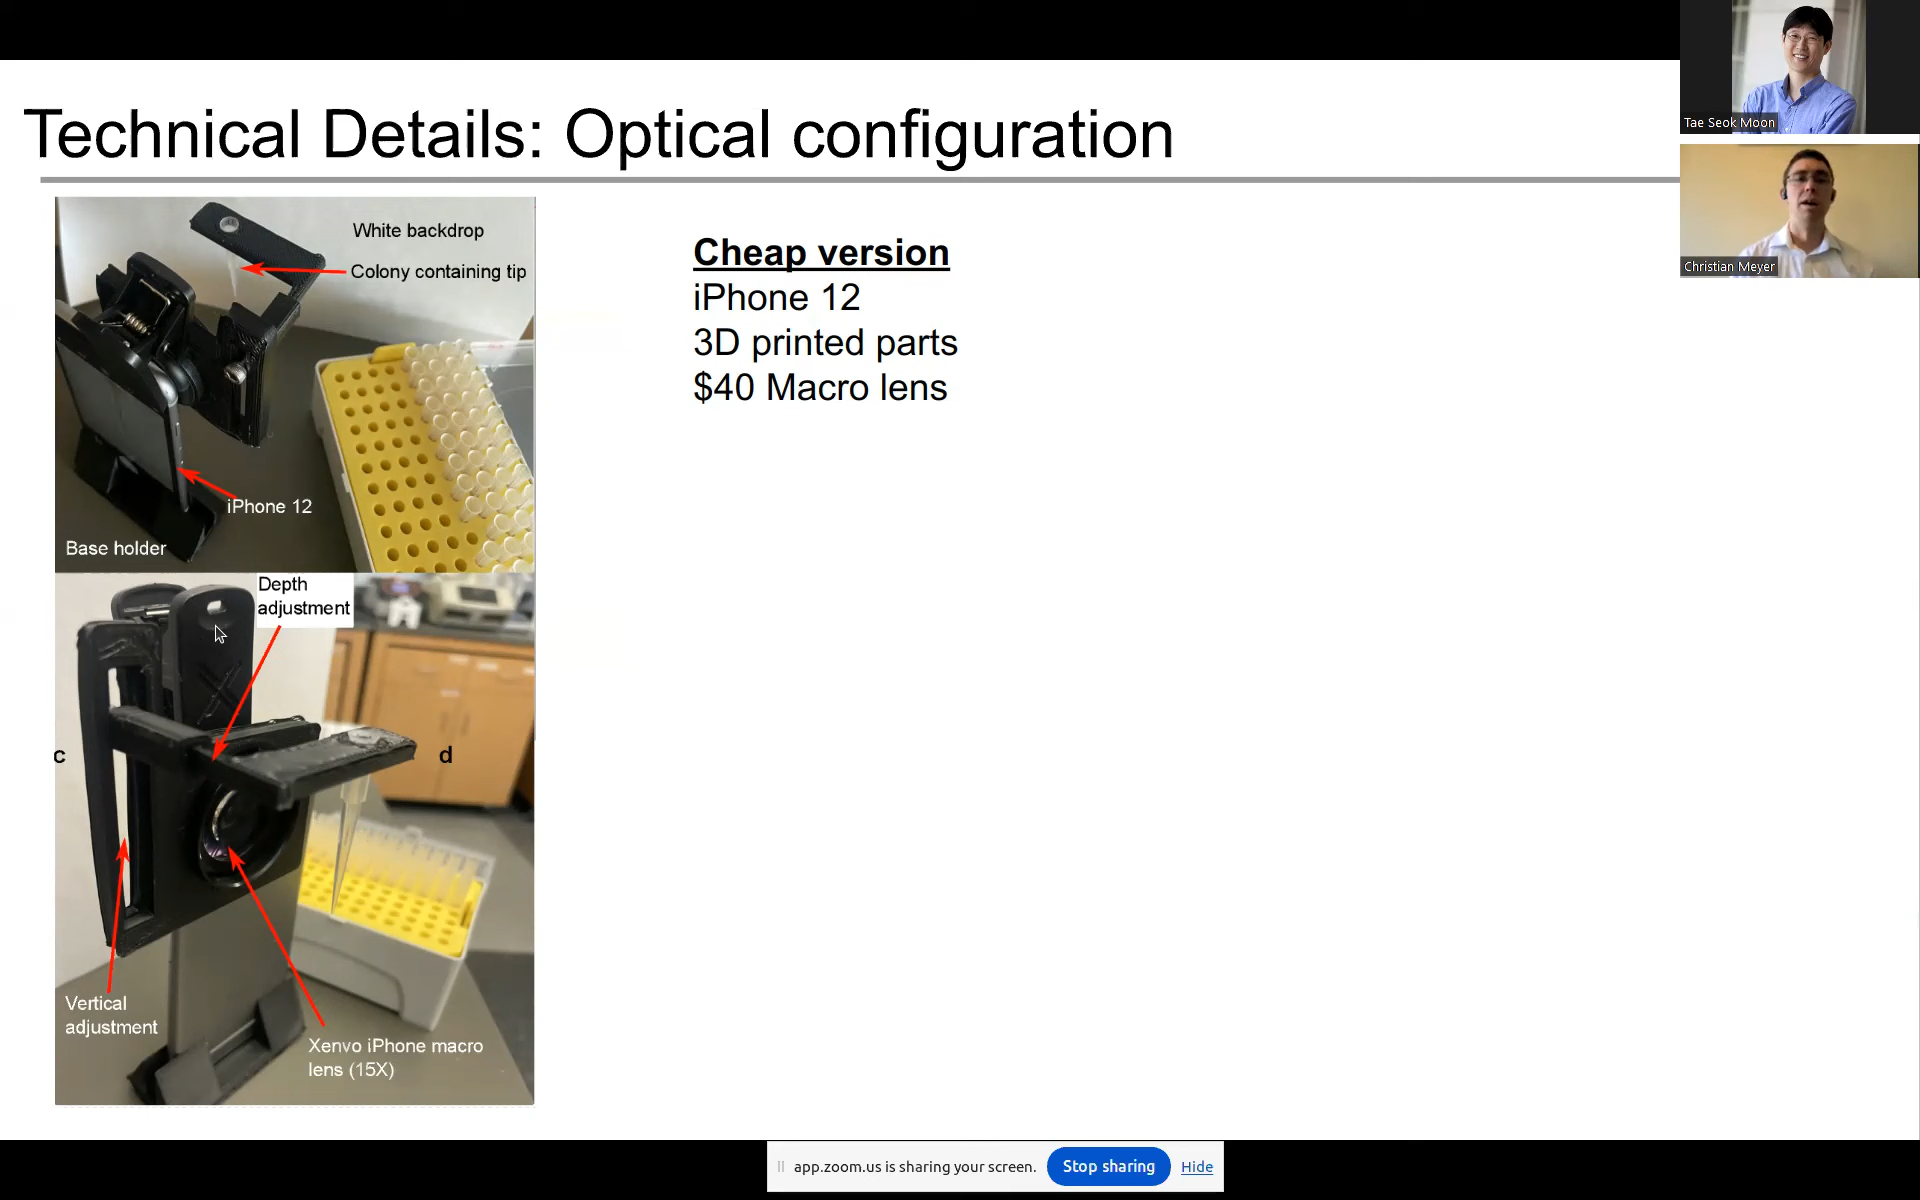 Technical Details: Optical configuration
Tae Seok Moon
Christian Meyer
White backdrop
Colony containing tip
iPhone 12
Base holder
Depth
adjustment
c
d
Vertical
adjustment
Xenvo iPhone macro
lens (15X)
Cheap version
iPhone 12
3D printed parts
$40 Macro lens
app.zoom.us is sharing your screen.
Stop sharing
Hide